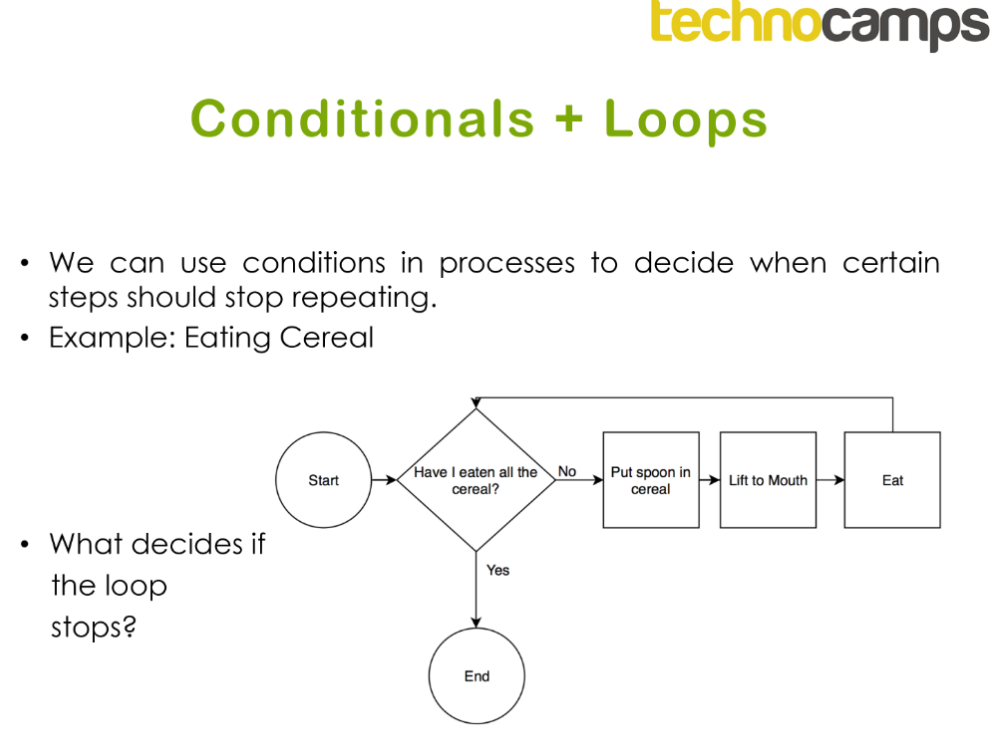 technocamps
Conditionals + Loops
• We can use conditions in processes to decide when certain
steps should stop repeating.
• Example: Eating Cereal
Start
Have I eaten all the
cereal?
No
Put spoon in
cereal
Lift to Mouth
Eat
Yes
End
• What decides if
the loop
stops?